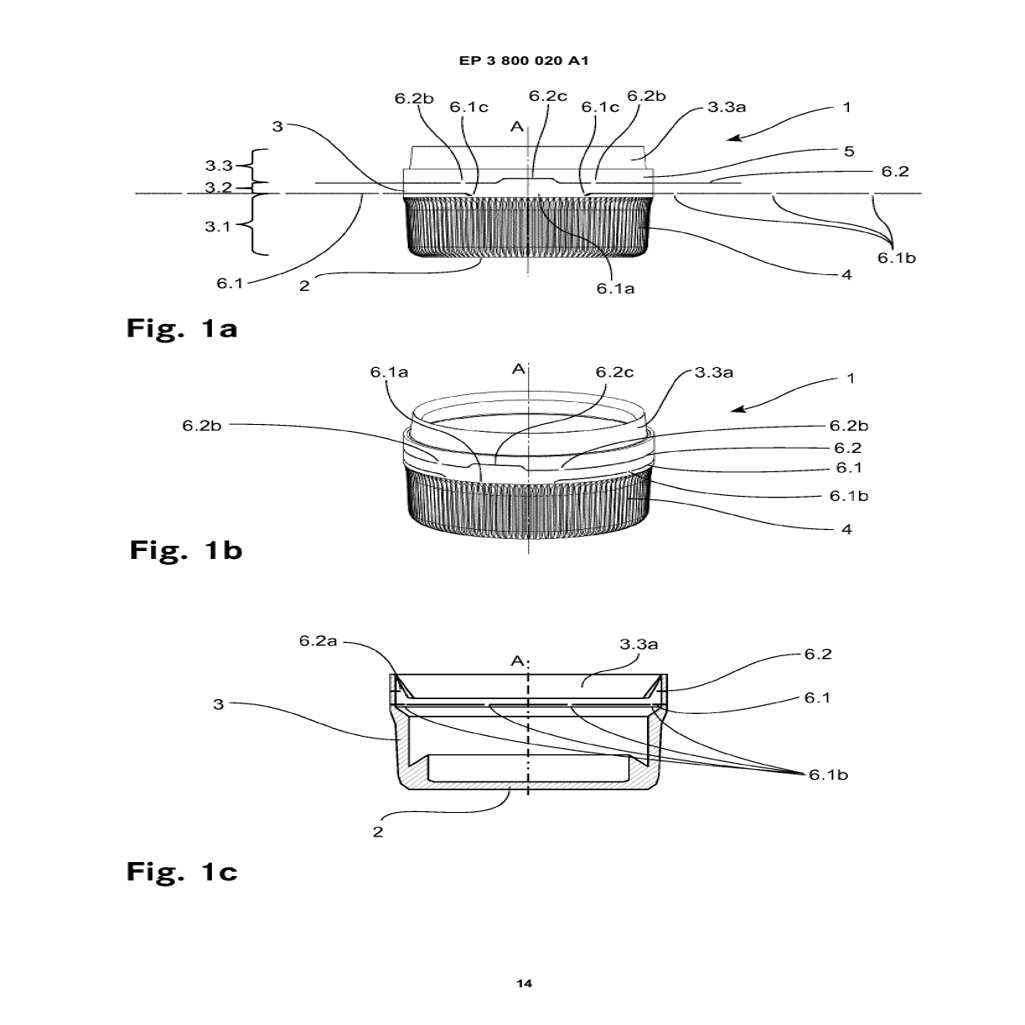 EP 3 800 020 A1
6.2b 6.1c 6.2c 6.1c 6.2b 3.3a 1
3 A 5
3.3 6.2
3.2
3.1 6.1b
6.1 2 6.1a 4
Fig. 1a
6.1a A 6.2c 3.3a 1
6.2b 6.2b
6.2
6.1
6.1b
4
Fig. 1b
6.2a A 3.3a 6.2
3 6.1
6.1b
2
Fig. 1c
14